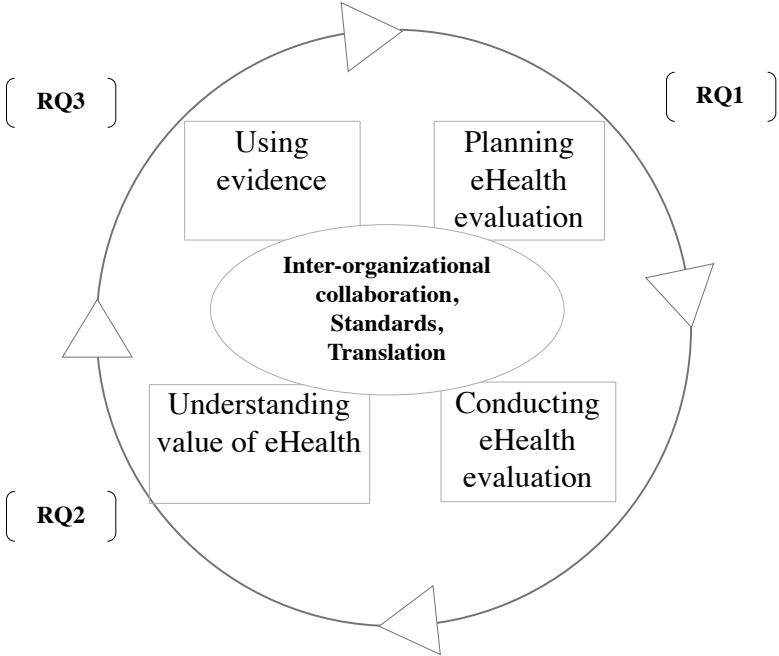 RQ3
RQ1
Using
evidence
Planning
eHealth
evaluation
Inter-organizational
collaboration,
Standards,
Translation
Understanding
value of eHealth
Conducting
eHealth
evaluation
RQ2